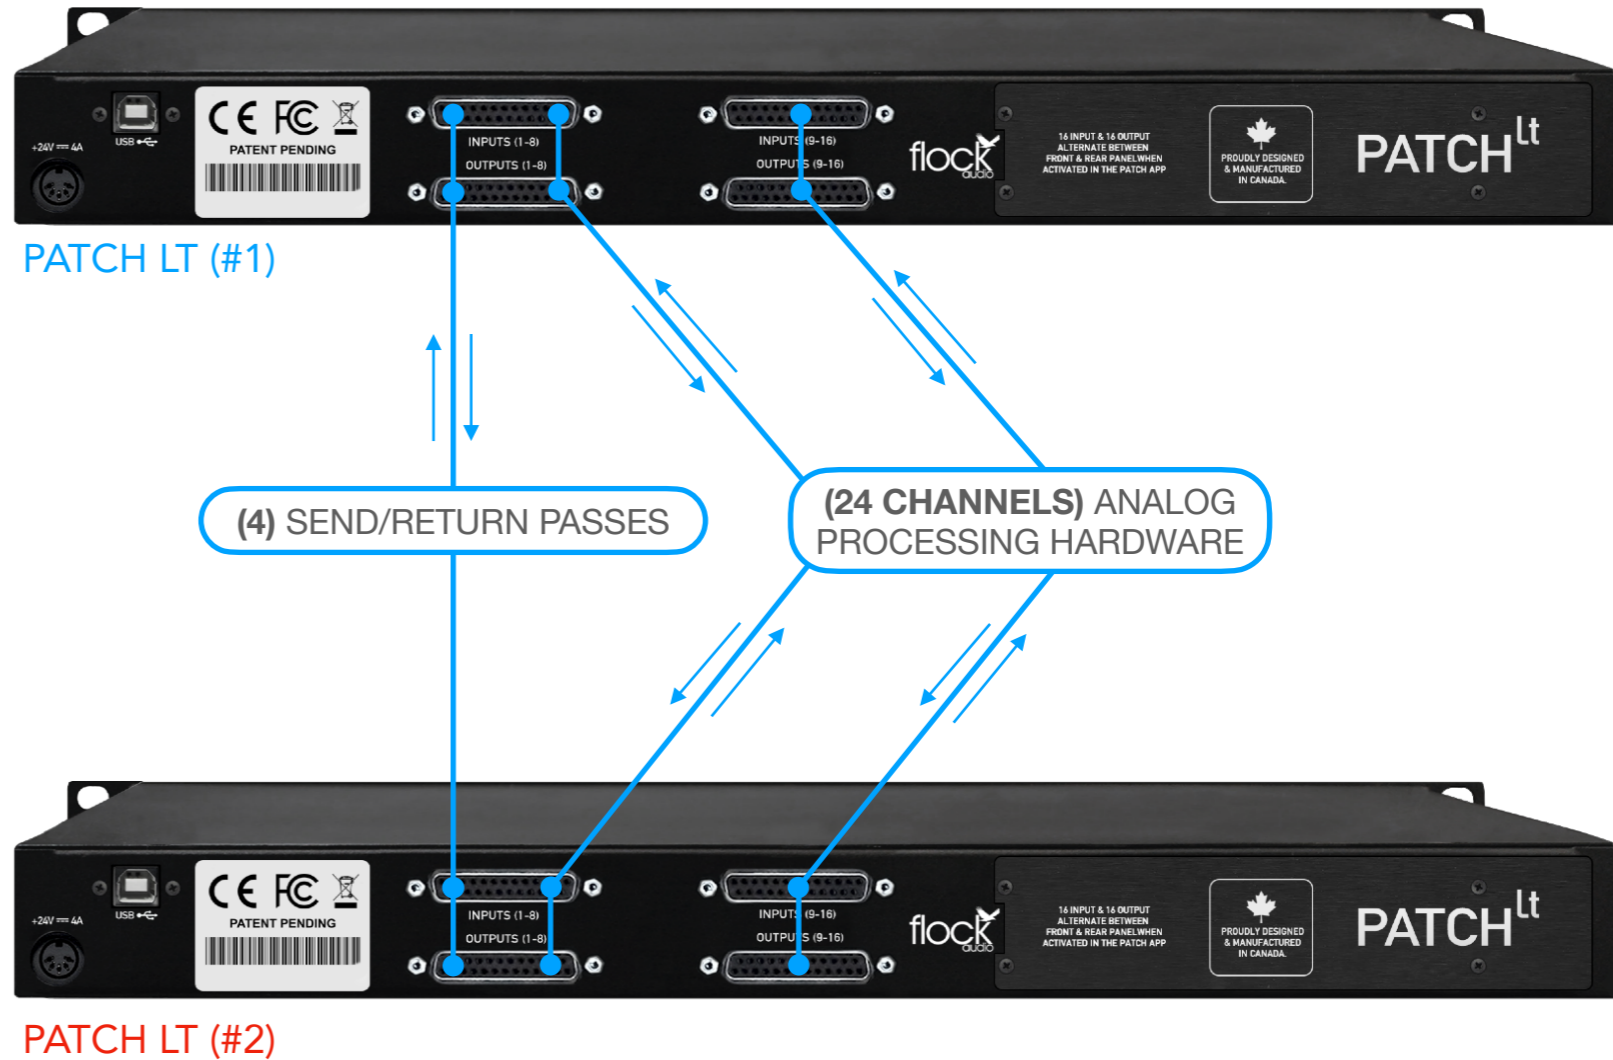 +24V 4A
USB
CE FC
PATENT PENDING
INPUTS (1-8)
OUTPUTS (1-8)
INPUTS (9-16)
OUTPUTS (9-16)
flock
audio
16 INPUT & 16 OUTPUT
ALTERNATE BETWEEN
FRONT & REAR PANELWHEN
ACTIVATED IN THE PATCH APP
PROUDLY DESIGNED
& MANUFACTURED
IN CANADA.
PATCH Lt
PATCH LT (#1)
(4) SEND/RETURN PASSES
(24 CHANNELS) ANALOG
PROCESSING HARDWARE
+24V 4A
USB
CE FC
PATENT PENDING
INPUTS (1-8)
OUTPUTS (1-8)
INPUTS (9-16)
OUTPUTS (9-16)
flock
audio
16 INPUT & 16 OUTPUT
ALTERNATE BETWEEN
FRONT & REAR PANELWHEN
ACTIVATED IN THE PATCH APP
PROUDLY DESIGNED
& MANUFACTURED
IN CANADA.
PATCH Lt
PATCH LT (#2)